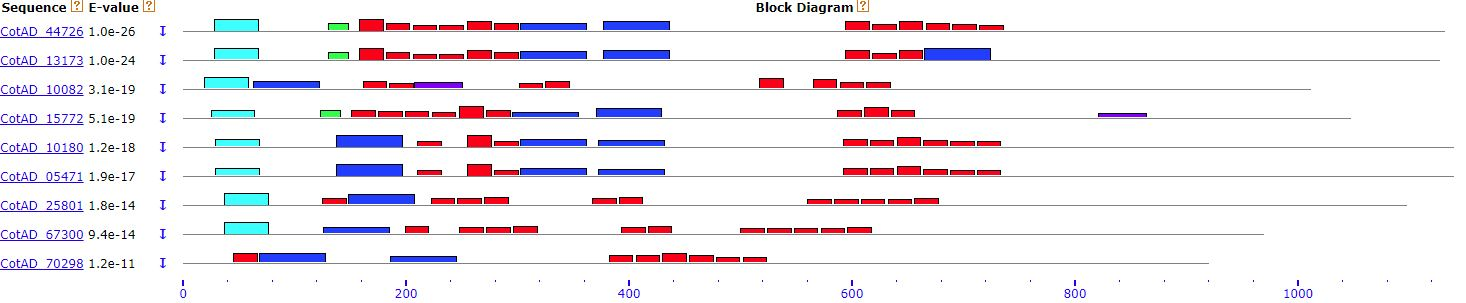 Sequence ? E-value ? Block Diagram ?
CotAD_44726 1.0e-26 ↧
CotAD_13173 1.0e-24 ↧
CotAD_10082 3.1e-19 ↧
CotAD_15772 5.1e-19 ↧
CotAD_10180 1.2e-18 ↧
CotAD_05471 1.9e-17 ↧
CotAD_25801 1.8e-14 ↧
CotAD_67300 9.4e-14 ↧
CotAD_70298 1.2e-11 ↧
0 200 400 600 800 1000